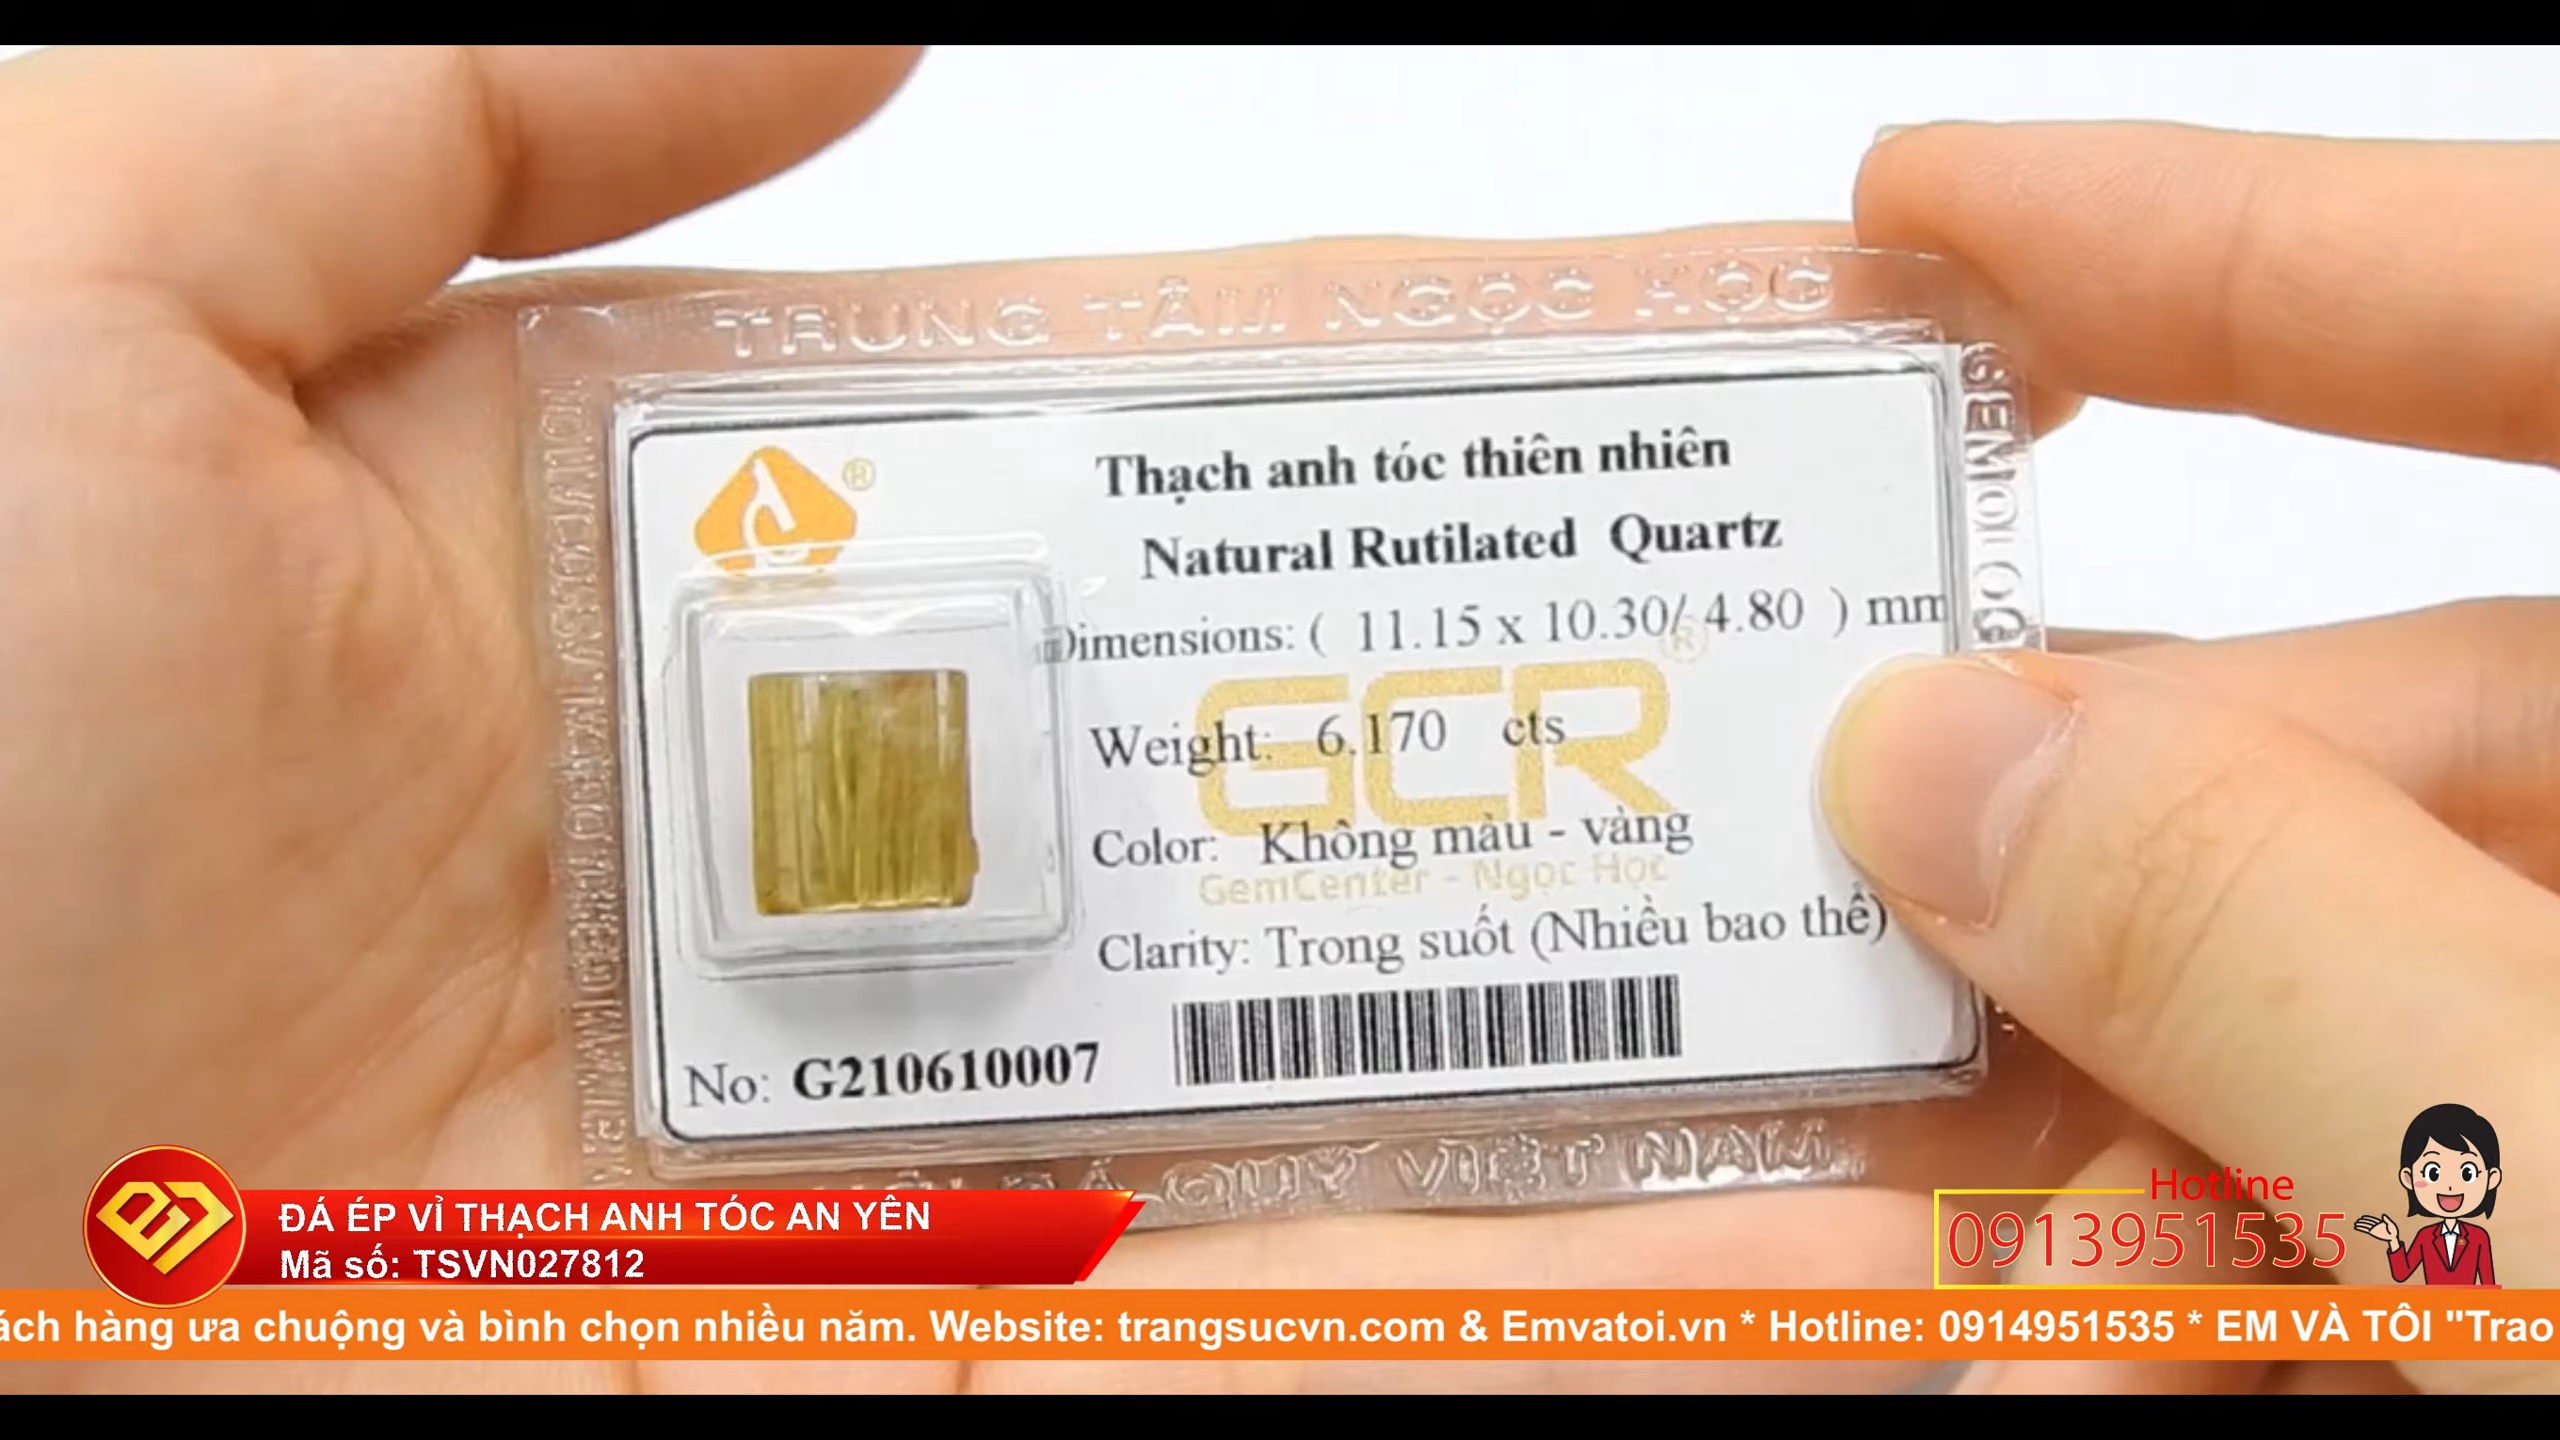 TRUNG TÂM NGỌC HỌC
®
Thạch anh tóc thiên nhiên
Natural Rutilated Quartz
Dimensions: ( 11.15 x 10.30/ 4.80 ) mm
®
GCR
Weight: 6.170 cts
Color: Không màu - vàng
GemCenter - Ngọc Học
Clarity: Trong suốt (Nhiều bao thể)
No: G210610007
ĐÁ QUÝ VIỆT NAM
ĐÁ ÉP VỈ THẠCH ANH TÓC AN YÊN
Mã số: TSVN027812
Hotline
0913951535
ách hàng ưa chuộng và bình chọn nhiều năm. Website: trangsucvn.com & Emvatoi.vn * Hotline: 0914951535 * EM VÀ TÔI "Trao